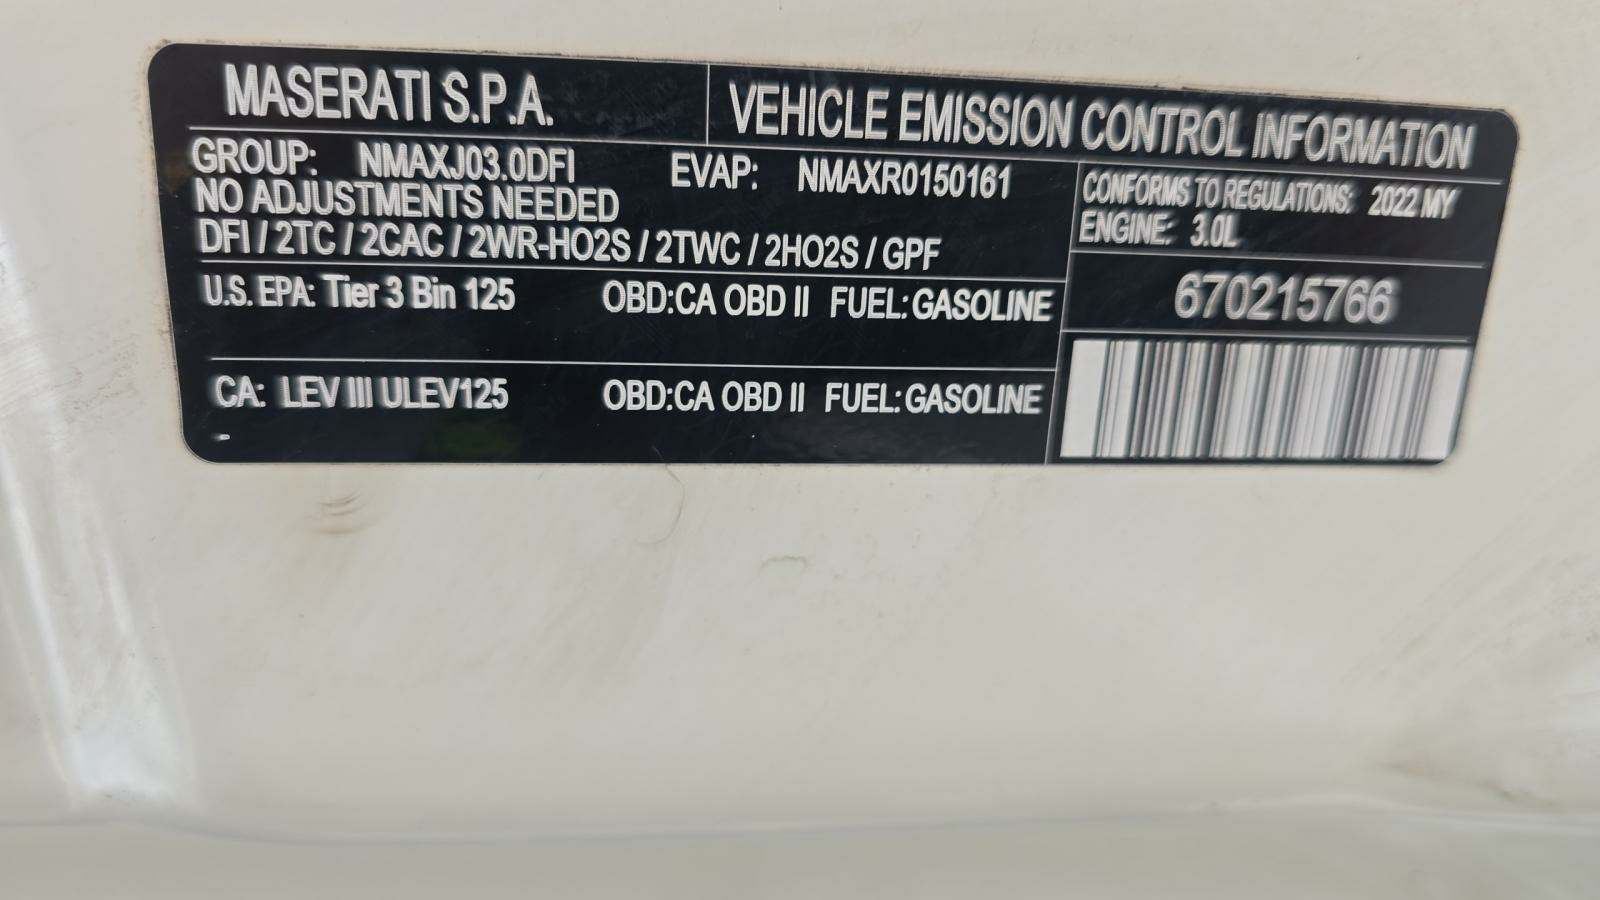 MASERATI S.P.A.
VEHICLE EMISSION CONTROL INFORMATION
GROUP: NMAXJ03.0DFI EVAP: NMAXR0150161
NO ADJUSTMENTS NEEDED
DFI / 2TC / 2CAC / 2WR-HO2S / 2TWC / 2HO2S / GPF
CONFORMS TO REGULATIONS: 2022 MY
ENGINE: 3.0L
U.S. EPA: Tier 3 Bin 125 OBD:CA OBD II FUEL: GASOLINE
670215766
CA: LEV III ULEV125 OBD:CA OBD II FUEL: GASOLINE